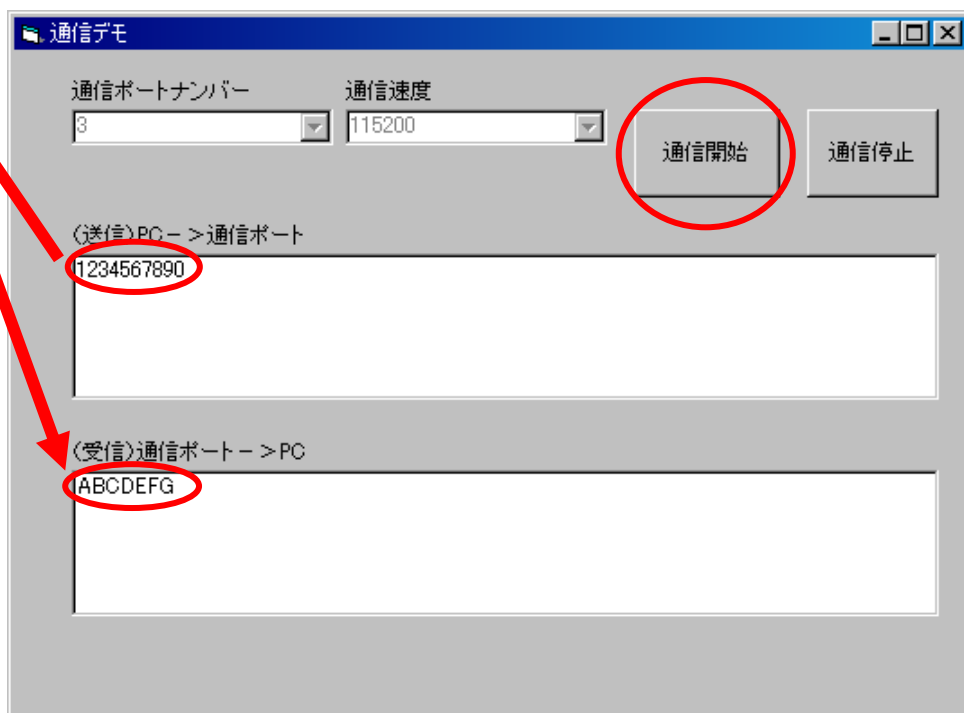 通信デモ
通信ポートナンバー 通信速度
3 115200
通信開始 通信停止
(送信)PC－＞通信ポート
1234567890
(受信)通信ポート－＞PC
ABCDEFG